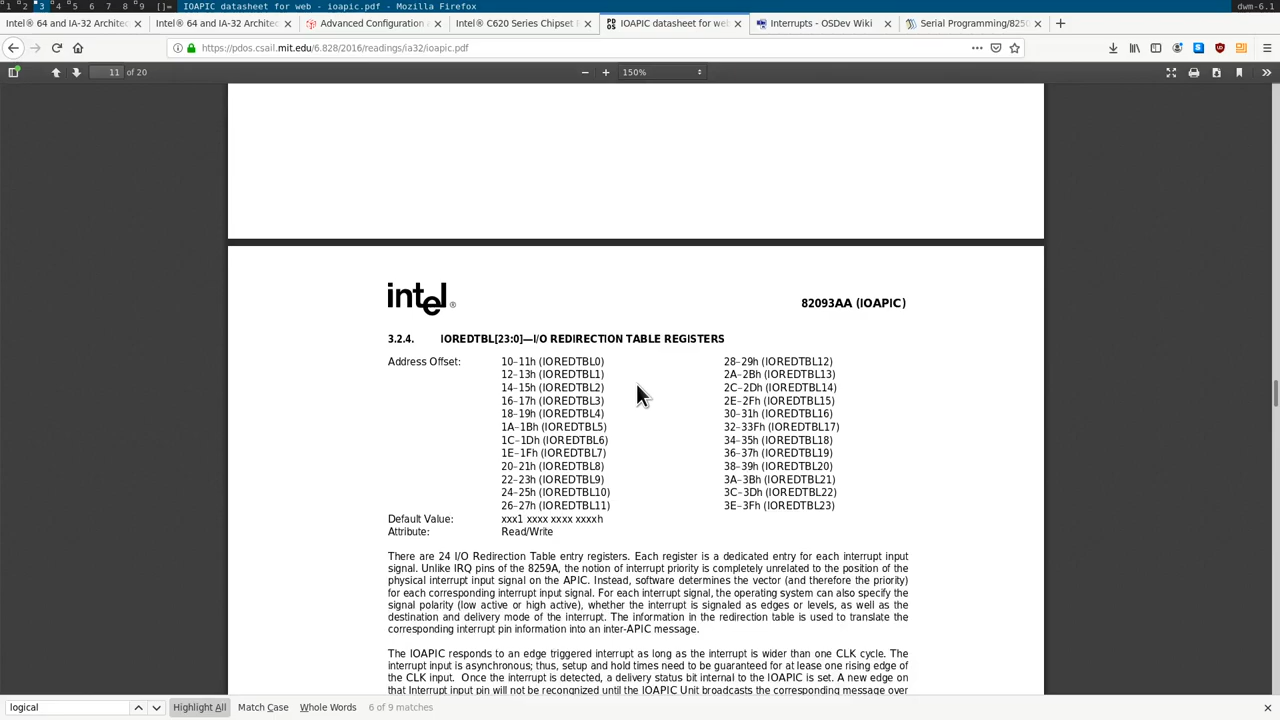 1 2 3 4 5 6 7 8 9 []= IOAPIC datasheet for web - ioapic.pdf - Mozilla Firefox dwm-6.1
Intel® 64 and IA-32 Architec Intel® 64 and IA-32 Architec Advanced Configuration Intel® C620 Series Chipset IOAPIC datasheet for web Interrupts - OSDev Wiki Serial Programming/825
https://pdos.csail.mit.edu/6.828/2016/readings/ia32/ioapic.pdf
11 of 20 150%
intel®
82093AA (IOAPIC)
3.2.4. IOREDTBL[23:0]—I/O REDIRECTION TABLE REGISTERS
Address Offset: 10–11h (IOREDTBL0) 28–29h (IOREDTBL12)
12–13h (IOREDTBL1) 2A–2Bh (IOREDTBL13)
14–15h (IOREDTBL2) 2C–2Dh (IOREDTBL14)
16–17h (IOREDTBL3) 2E–2Fh (IOREDTBL15)
18–19h (IOREDTBL4) 30–31h (IOREDTBL16)
1A–1Bh (IOREDTBL5) 32–33Fh (IOREDTBL17)
1C–1Dh (IOREDTBL6) 34–35h (IOREDTBL18)
1E–1Fh (IOREDTBL7) 36–37h (IOREDTBL19)
20–21h (IOREDTBL8) 38–39h (IOREDTBL20)
22–23h (IOREDTBL9) 3A–3Bh (IOREDTBL21)
24–25h (IOREDTBL10) 3C–3Dh (IOREDTBL22)
26–27h (IOREDTBL11) 3E–3Fh (IOREDTBL23)
Default Value: xxx1 xxxx xxxx xxxxh
Attribute: Read/Write
There are 24 I/O Redirection Table entry registers. Each register is a dedicated entry for each interrupt input
signal. Unlike IRQ pins of the 8259A, the notion of interrupt priority is completely unrelated to the position of the
physical interrupt input signal on the APIC. Instead, software determines the vector (and therefore the priority)
for each corresponding interrupt input signal. For each interrupt signal, the operating system can also specify the
signal polarity (low active or high active), whether the interrupt is signaled as edges or levels, as well as the
destination and delivery mode of the interrupt. The information in the redirection table is used to translate the
corresponding interrupt pin information into an inter-APIC message.
The IOAPIC responds to an edge triggered interrupt as long as the interrupt is wider than one CLK cycle. The
interrupt input is asynchronous; thus, setup and hold times need to be guaranteed for at lease one rising edge of
the CLK input. Once the interrupt is detected, a delivery status bit internal to the IOAPIC is set. A new edge on
that Interrupt input pin will not be recongnized until the IOAPIC Unit broadcasts the corresponding message over
logical Highlight All Match Case Whole Words 6 of 9 matches